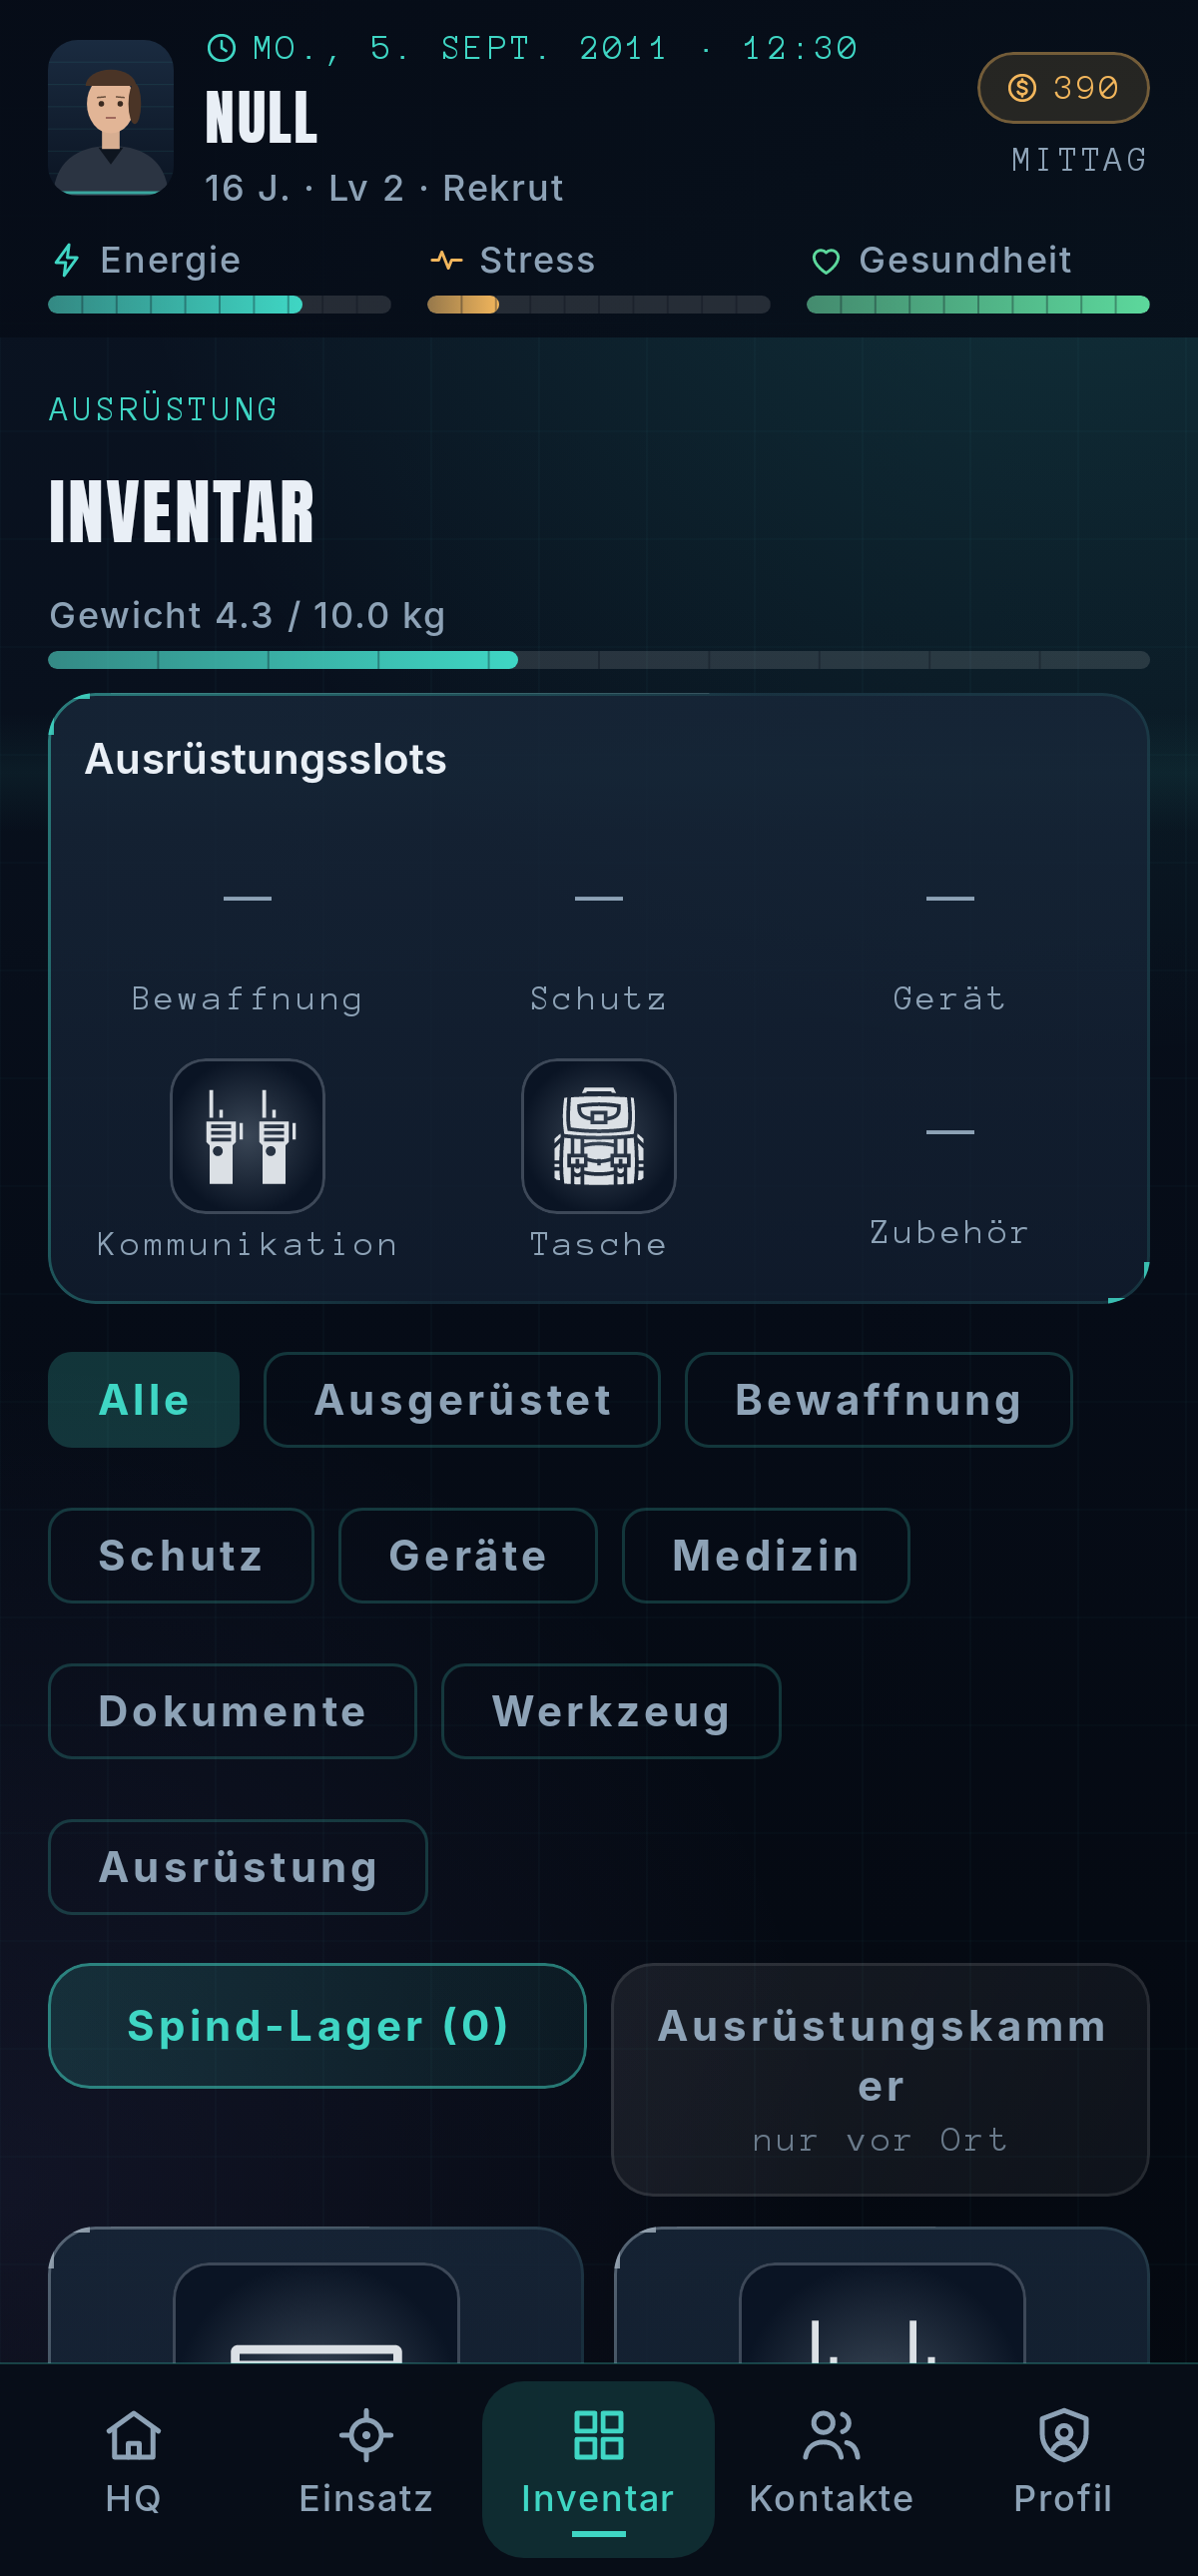 MO., 5. SEPT. 2011 · 12:30
NULL
16 J. · Lv 2 · Rekrut
390
MITTAG
Energie
Stress
Gesundheit
AUSRÜSTUNG
INVENTAR
Gewicht 4.3 / 10.0 kg
Ausrüstungsslots
— — —
Bewaffnung Schutz Gerät
—
Kommunikation Tasche Zubehör
Alle Ausgerüstet Bewaffnung
Schutz Geräte Medizin
Dokumente Werkzeug
Ausrüstung
Spind-Lager (0)
Ausrüstungskamm
er
nur vor Ort
HQ Einsatz Inventar Kontakte Profil